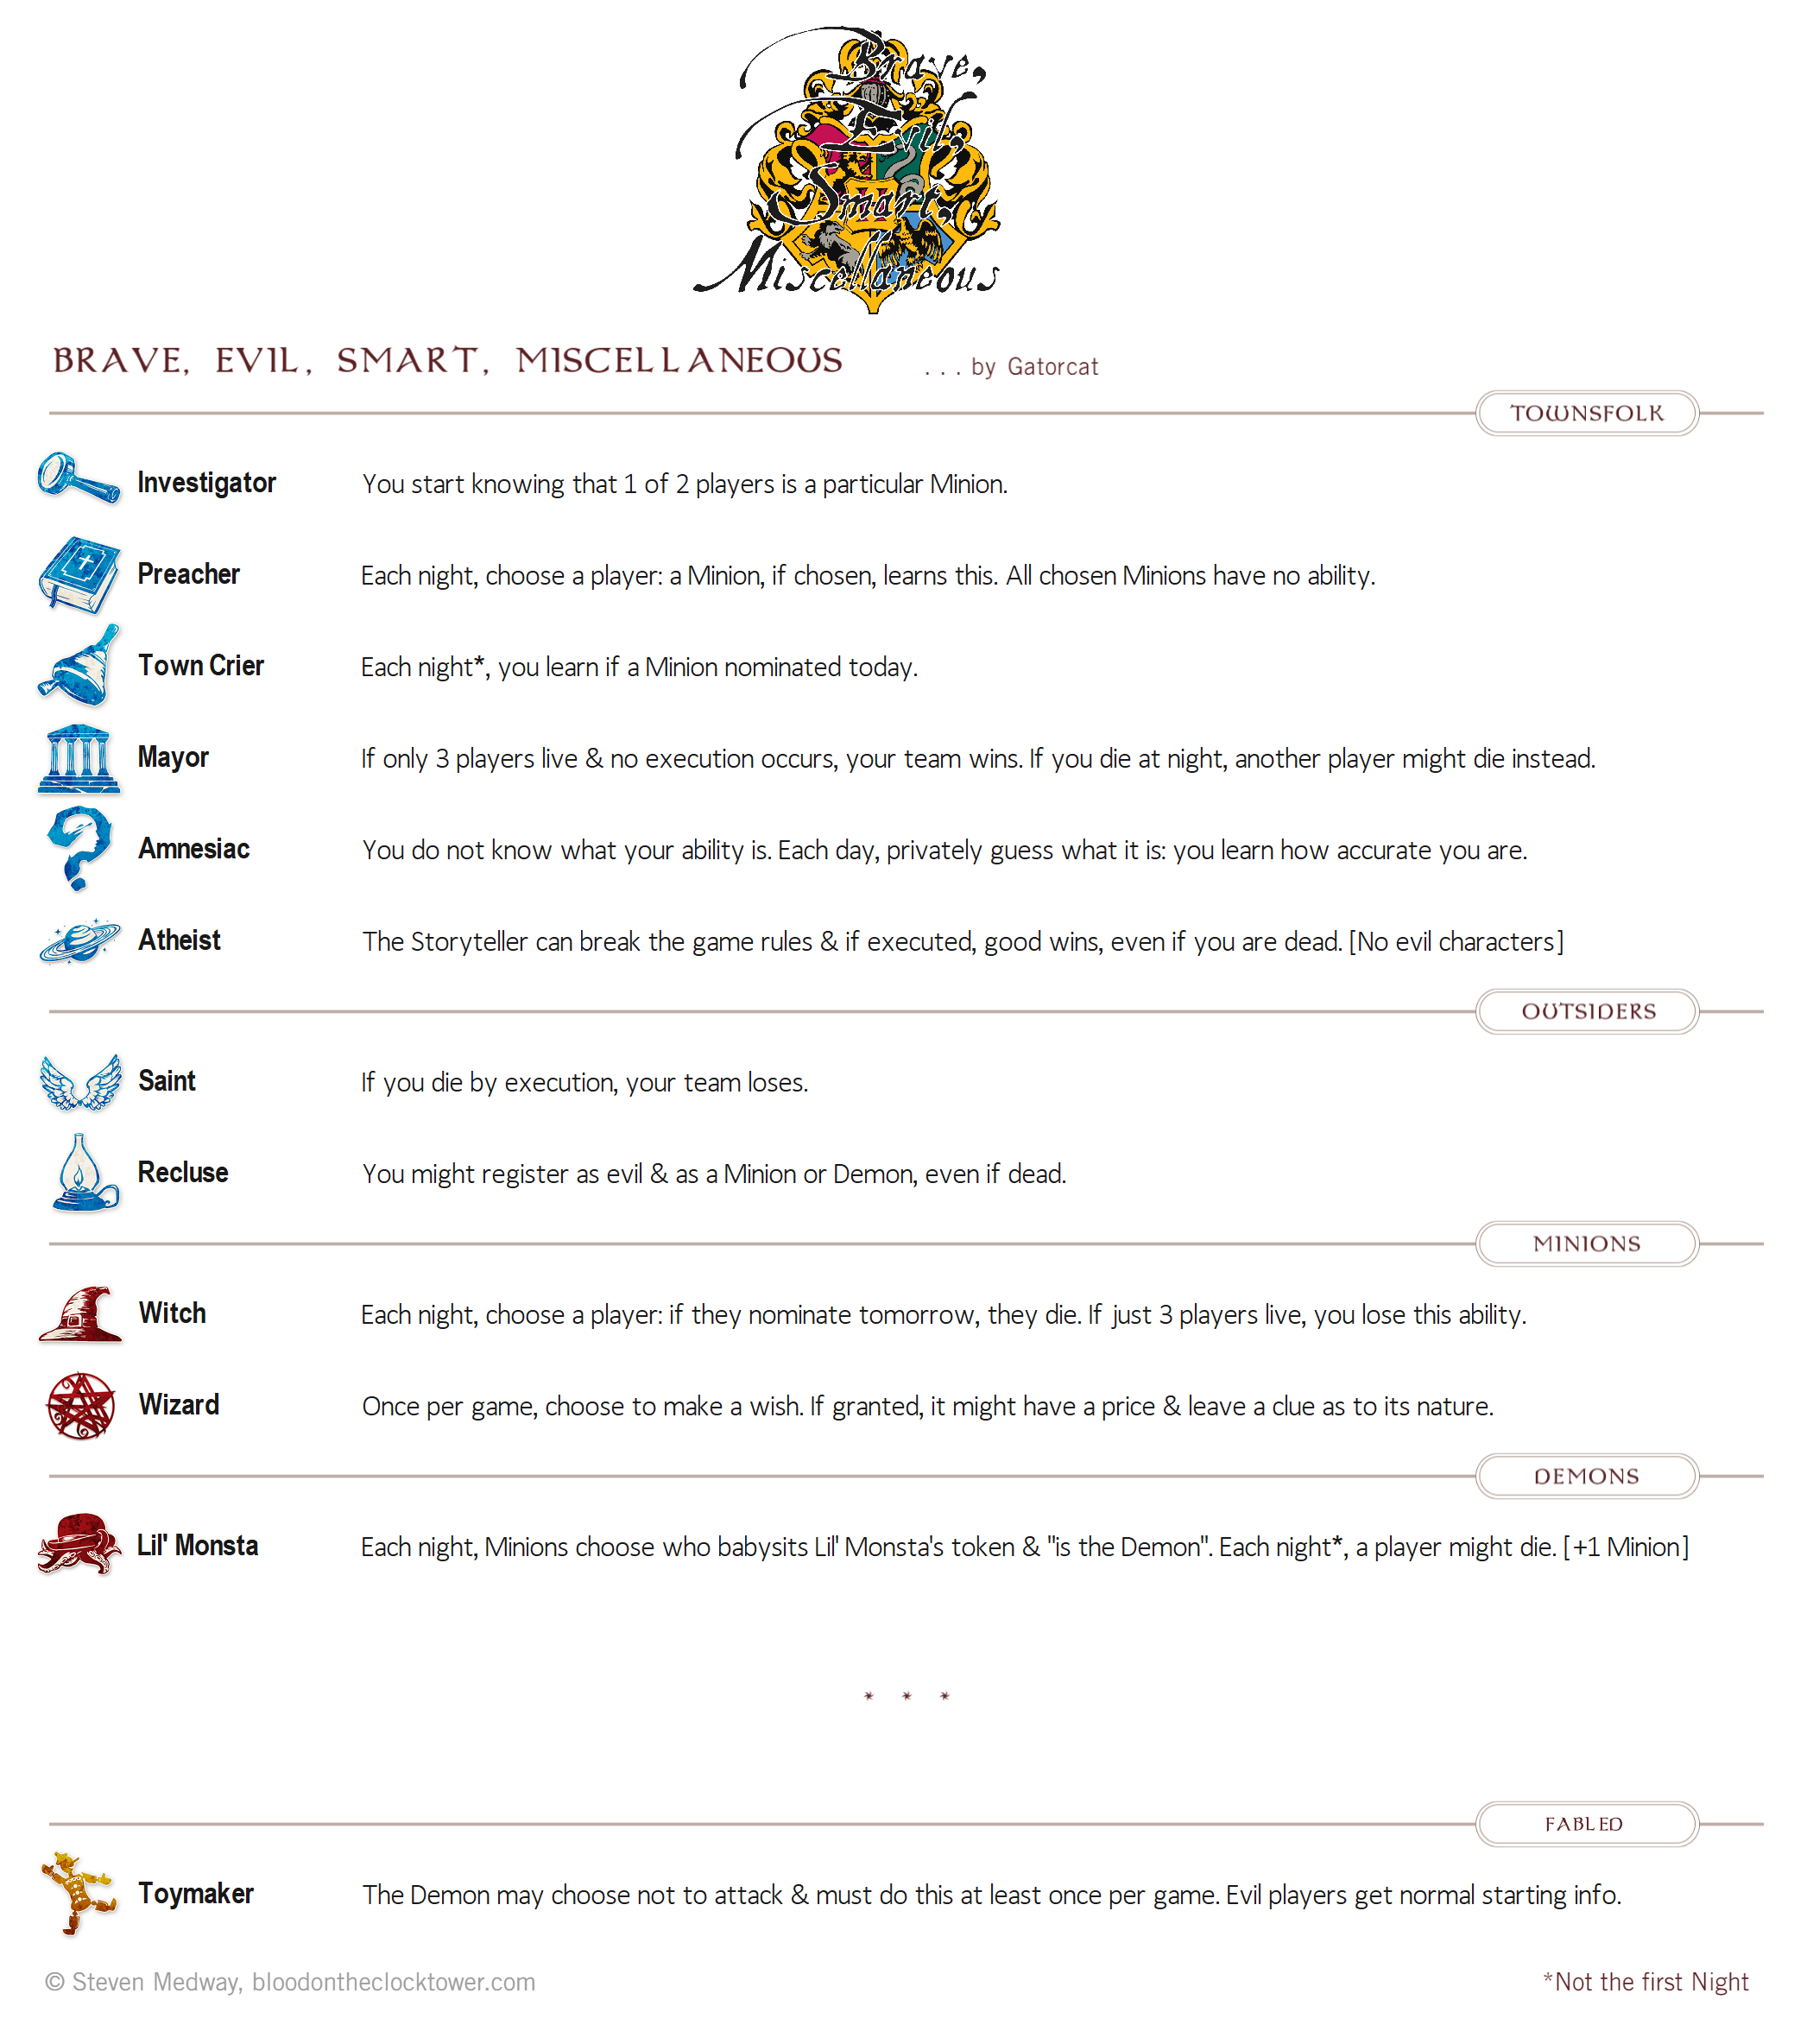 Brave,
Evil,
Smart,
Miscellaneous
BRAVE, EVIL, SMART, MISCELLANEOUS ... by Gatorcat
TOWNSFOLK
Investigator You start knowing that 1 of 2 players is a particular Minion.
Preacher Each night, choose a player: a Minion, if chosen, learns this. All chosen Minions have no ability.
Town Crier Each night*, you learn if a Minion nominated today.
Mayor If only 3 players live & no execution occurs, your team wins. If you die at night, another player might die instead.
Amnesiac You do not know what your ability is. Each day, privately guess what it is: you learn how accurate you are.
Atheist The Storyteller can break the game rules & if executed, good wins, even if you are dead. [No evil characters]
OUTSIDERS
Saint If you die by execution, your team loses.
Recluse You might register as evil & as a Minion or Demon, even if dead.
MINIONS
Witch Each night, choose a player: if they nominate tomorrow, they die. If just 3 players live, you lose this ability.
Wizard Once per game, choose to make a wish. If granted, it might have a price & leave a clue as to its nature.
DEMONS
Lil' Monsta Each night, Minions choose who babysits Lil' Monsta's token & "is the Demon". Each night*, a player might die. [+1 Minion]
* * *
FABLED
Toymaker The Demon may choose not to attack & must do this at least once per game. Evil players get normal starting info.
© Steven Medway, bloodontheclocktower.com *Not the first Night